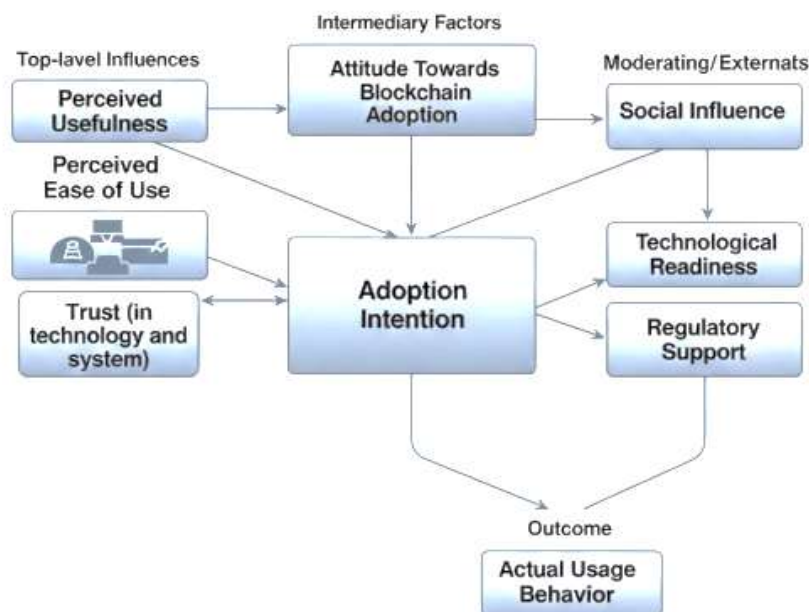 Intermediary Factors
Top-lavel Influences
Moderating/Externats
Perceived
Usefulness
Attitude Towards
Blockchain
Adoption
Social Influence
Perceived
Ease of Use
Trust (in
technology and
system)
Adoption
Intention
Technological
Readiness
Regulatory
Support
Outcome
Actual Usage
Behavior